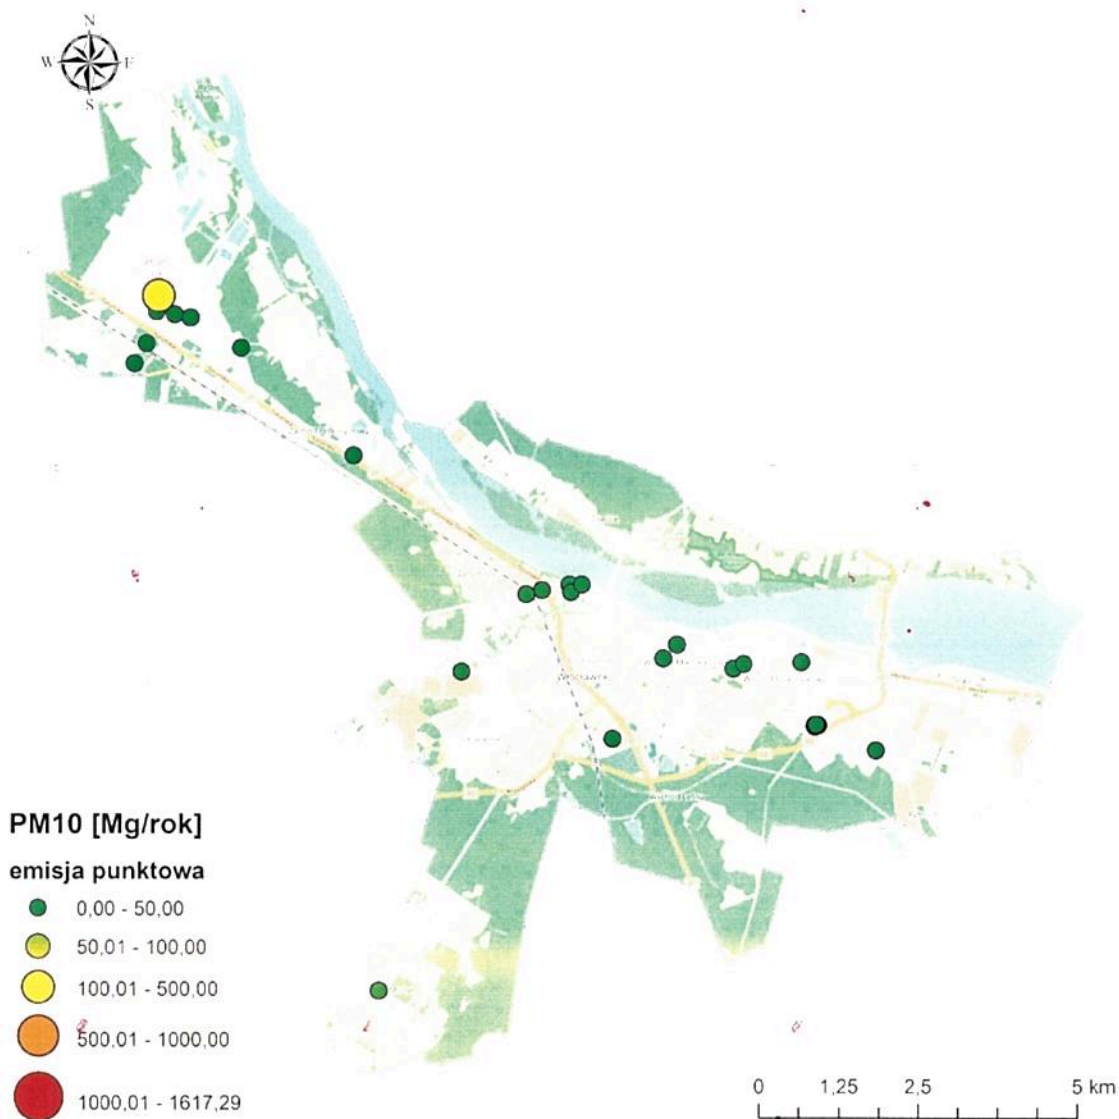 N
W E
S
Włocławek
PM10 [Mg/rok]
emisja punktowa
0,00 - 50,00
50,01 - 100,00
100,01 - 500,00
500,01 - 1000,00
1000,01 - 1617,29
0 1,25 2,5 5 km